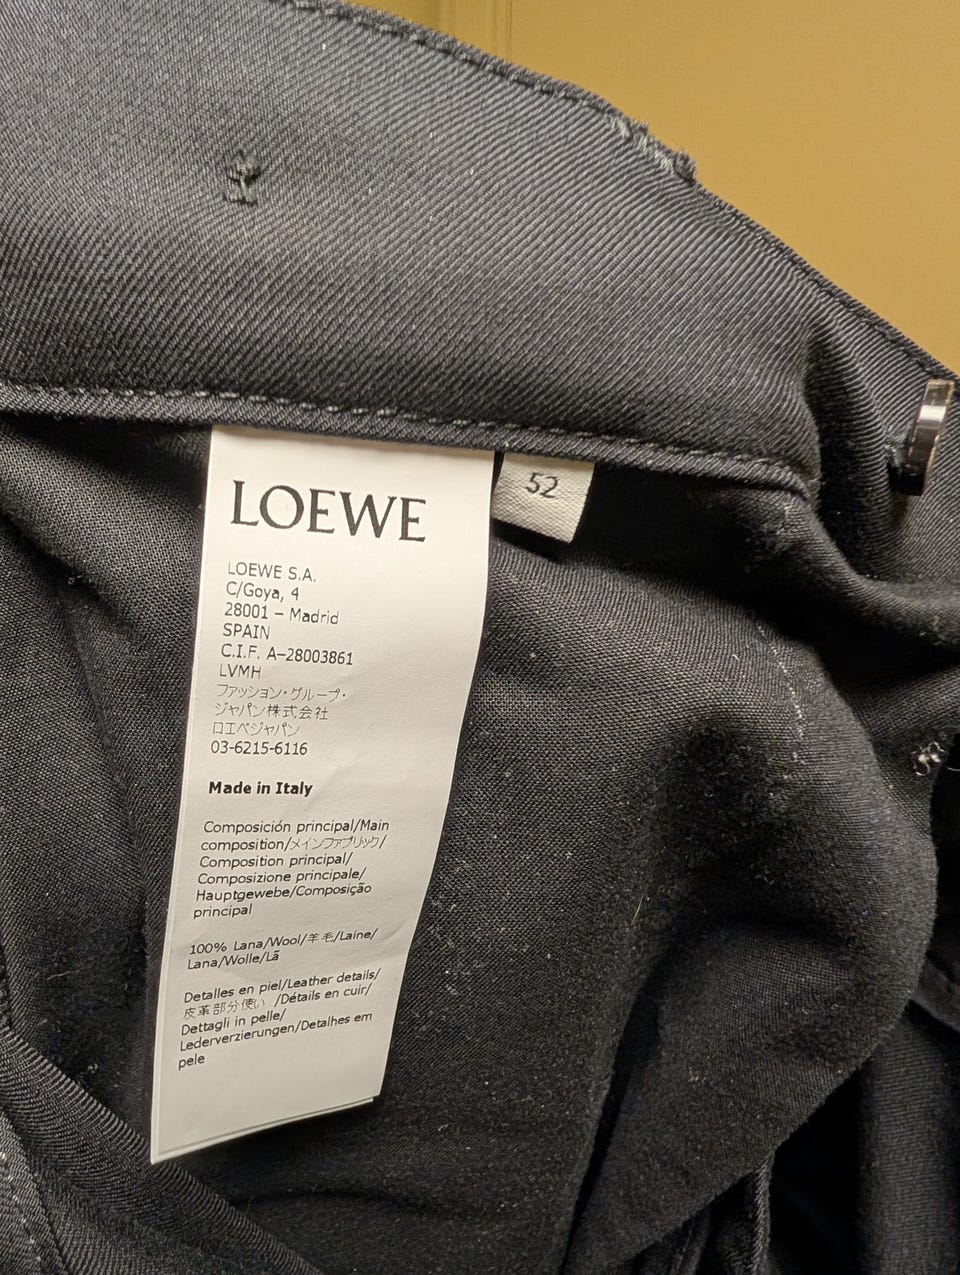 LOEWE
52
LOEWE S.A.
C/Goya, 4
28001 – Madrid
SPAIN
C.I.F. A–28003861
LVMH
ファッション・グループ・
ジャパン株式会社
ロエベジャパン
03-6215-6116
Made in Italy
Composición principal/Main
composition/メインファブリック/
Composition principal/
Composizione principale/
Hauptgewebe/Composição
principal
100% Lana/Wool/羊毛/Laine/
Lana/Wolle/Lã
Detalles en piel/Leather details/
皮革部分使い /Détails en cuir/
Dettagli in pelle/
Lederverzierungen/Detalhes em
pele